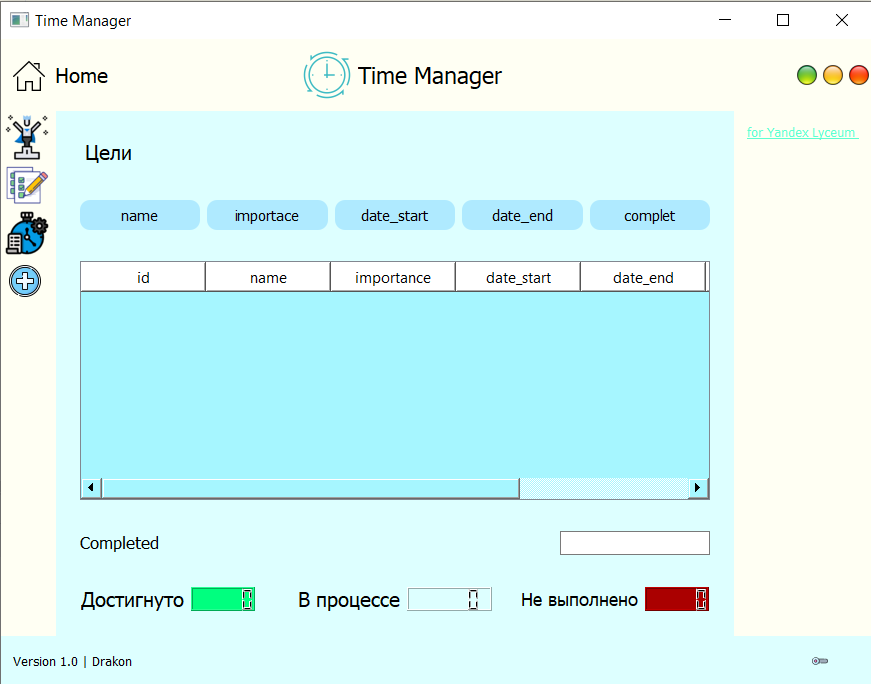 Time Manager
Home
Time Manager
for Yandex Lyceum
Цели
name importace date_start date_end complet
id name importance date_start date_end
Completed
Достигнуто 0 В процессе 0 Не выполнено 0
Version 1.0 | Drakon